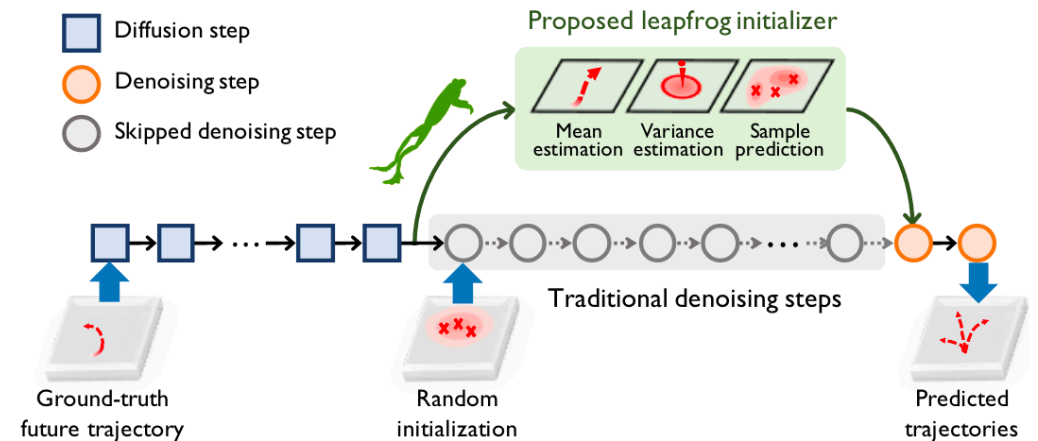 Proposed leapfrog initializer
Diffusion step
Denoising step
Skipped denoising step
Mean
estimation
Variance
estimation
Sample
prediction
...
...
Traditional denoising steps
Ground-truth
future trajectory
Random
initialization
Predicted
trajectories